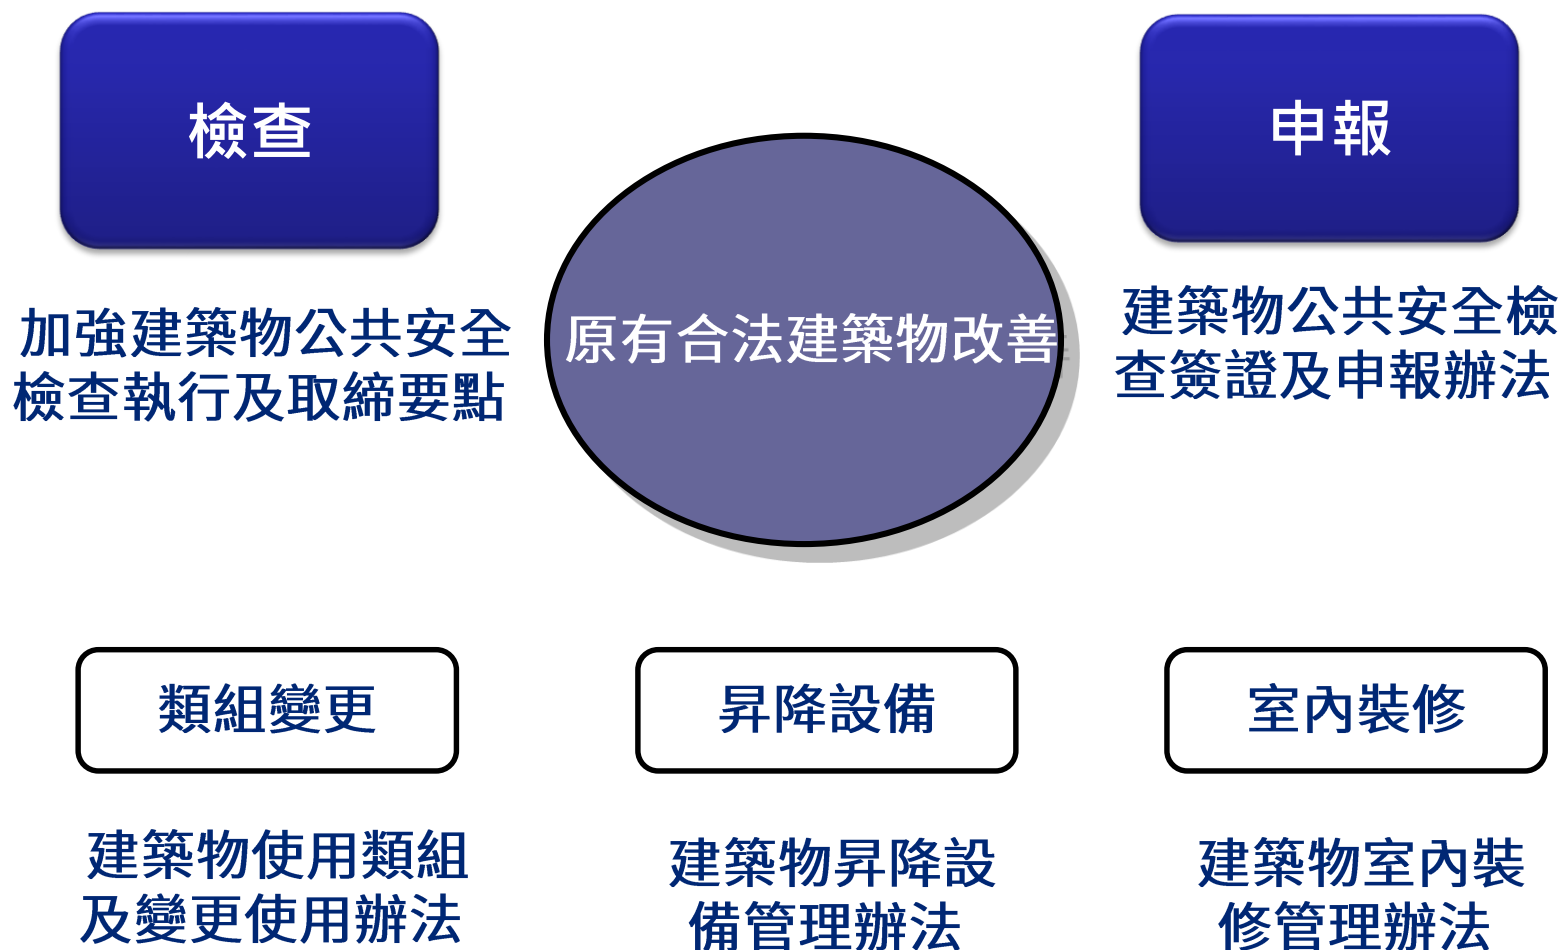 檢查
申報
加強建築物公共安全
檢查執行及取締要點
原有合法建築物改善
建築物公共安全檢
查簽證及申報辦法
類組變更
昇降設備
室內裝修
建築物使用類組
及變更使用辦法
建築物昇降設
備管理辦法
建築物室內裝
修管理辦法